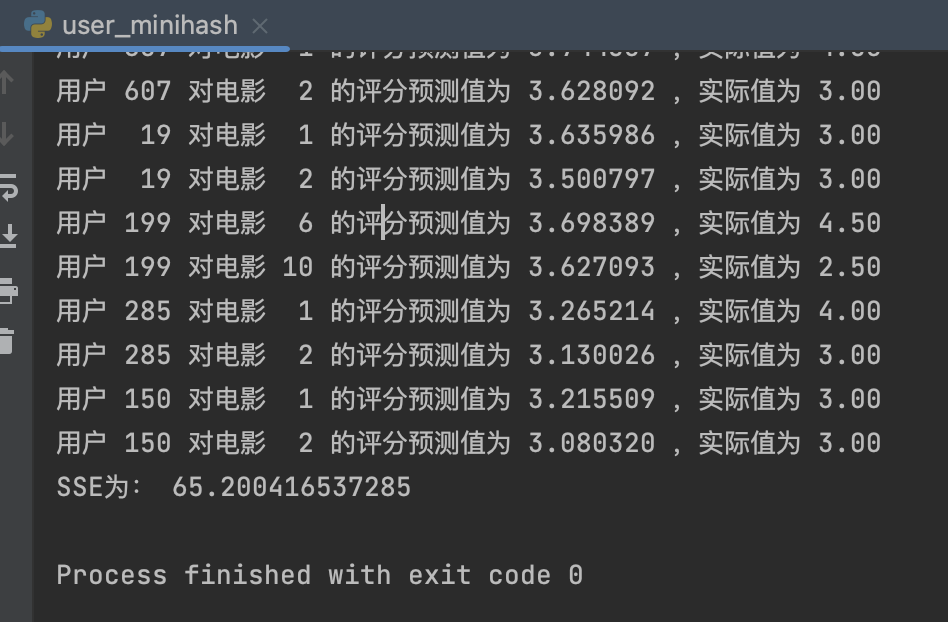 user_minihash
用户 607 对电影  2 的评分预测值为 3.628092 , 实际值为 3.00
用户  19 对电影  1 的评分预测值为 3.635986 , 实际值为 3.00
用户  19 对电影  2 的评分预测值为 3.500797 , 实际值为 3.00
用户 199 对电影  6 的评分预测值为 3.698389 , 实际值为 4.50
用户 199 对电影 10 的评分预测值为 3.627093 , 实际值为 2.50
用户 285 对电影  1 的评分预测值为 3.265214 , 实际值为 4.00
用户 285 对电影  2 的评分预测值为 3.130026 , 实际值为 3.00
用户 150 对电影  1 的评分预测值为 3.215509 , 实际值为 3.00
用户 150 对电影  2 的评分预测值为 3.080320 , 实际值为 3.00
SSE为： 65.200416537285
Process finished with exit code 0